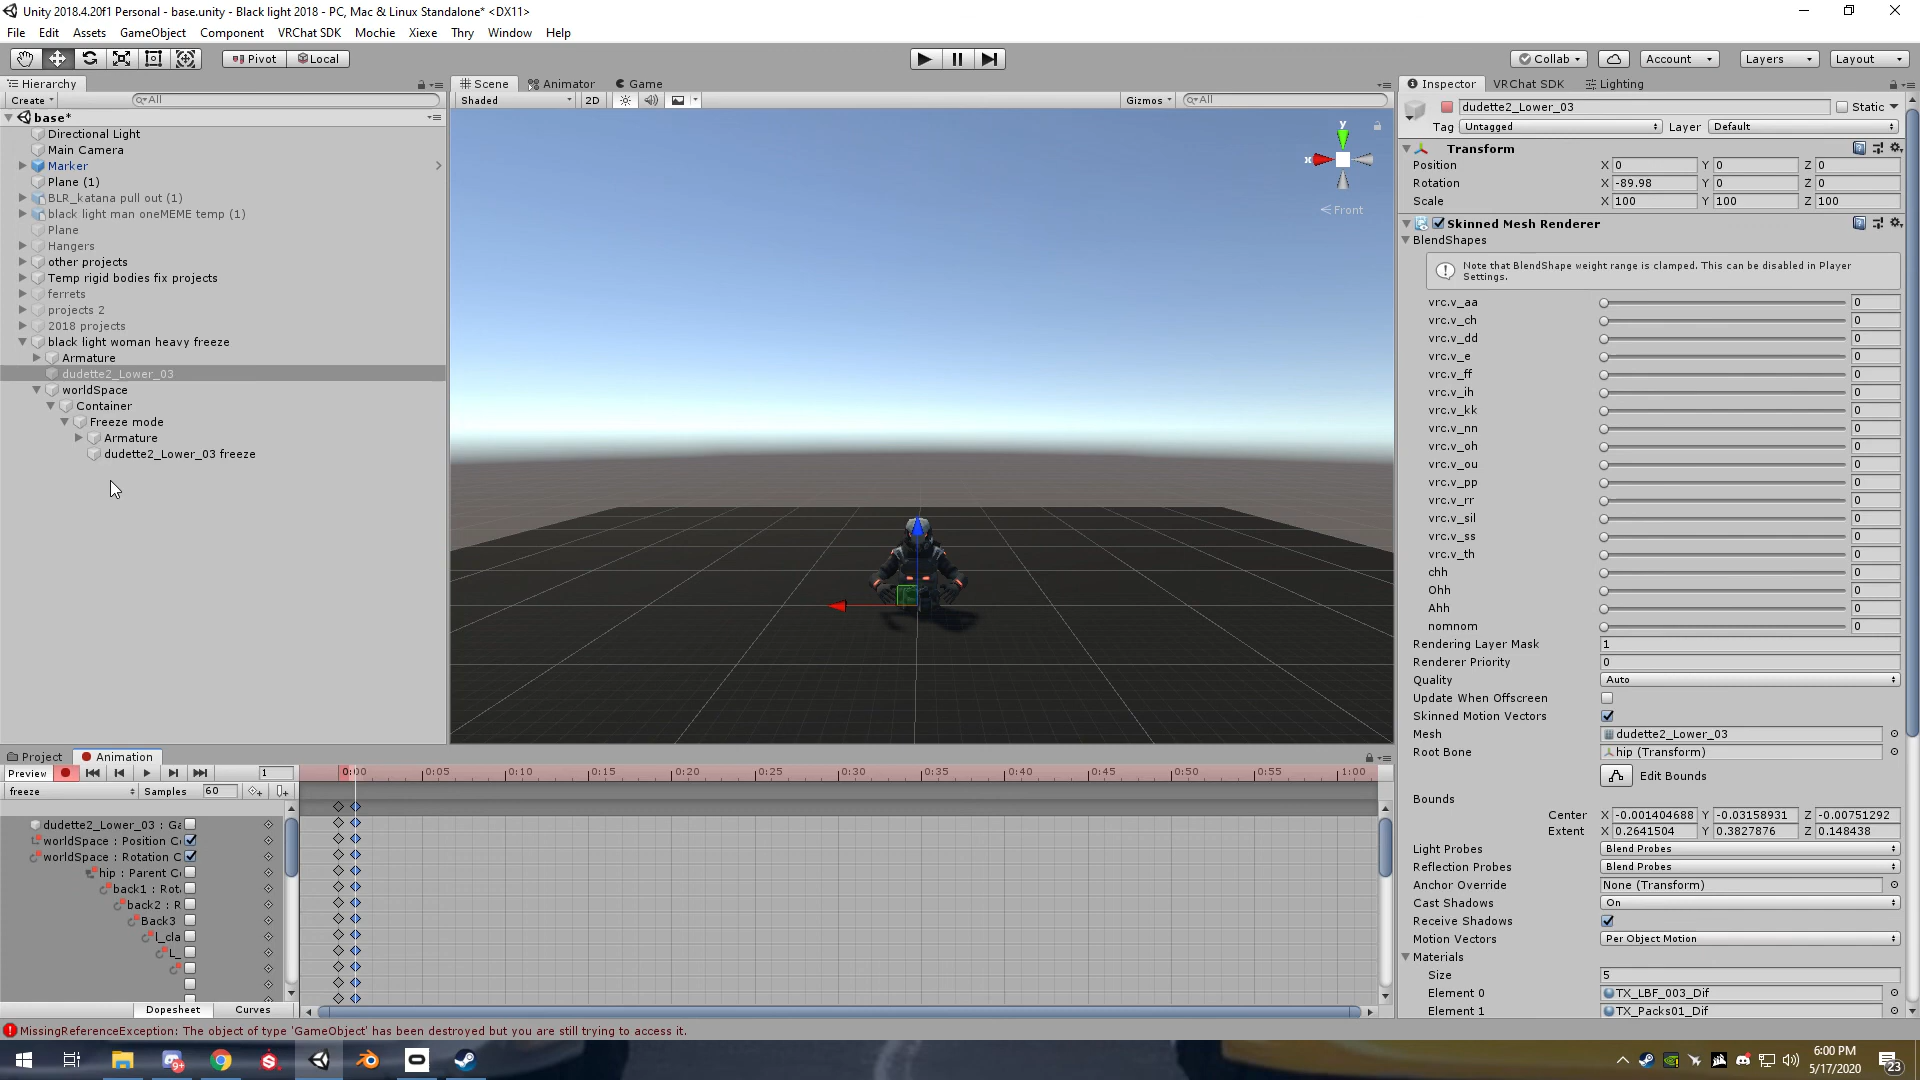 Unity 2018.4.20f1 Personal - base.unity - Black light 2018 - PC, Mac & Linux Standalone* <DX11>
File Edit Assets GameObject Component VRChat SDK Mochie Xiexe Thry Window Help
Pivot Local Collab Account Layers Layout
Hierarchy Scene Animator Game Inspector VRChat SDK Lighting
Create All Shaded 2D Gizmos All
dudette2_Lower_03 Static
Tag Untagged Layer Default
base*
Directional Light
Main Camera
Marker
Plane (1)
BLR_katana pull out (1)
black light man oneMEME temp (1)
Plane
Hangers
other projects
Temp rigid bodies fix projects
ferrets
projects 2
2018 projects
black light woman heavy freeze
Armature
dudette2_Lower_03
worldSpace
Container
Freeze mode
Armature
dudette2_Lower_03 freeze
y
x
Front
Transform
Position X 0 Y 0 Z 0
Rotation X -89.98 Y 0 Z 0
Scale X 100 Y 100 Z 100
Skinned Mesh Renderer
BlendShapes
Note that BlendShape weight range is clamped. This can be disabled in Player
Settings.
vrc.v_aa 0
vrc.v_ch 0
vrc.v_dd 0
vrc.v_e 0
vrc.v_ff 0
vrc.v_ih 0
vrc.v_kk 0
vrc.v_nn 0
vrc.v_oh 0
vrc.v_ou 0
vrc.v_pp 0
vrc.v_rr 0
vrc.v_sil 0
vrc.v_ss 0
vrc.v_th 0
chh 0
Ohh 0
Ahh 0
nomnom 0
Rendering Layer Mask 1
Renderer Priority 0
Quality Auto
Update When Offscreen
Skinned Motion Vectors
Mesh dudette2_Lower_03
Root Bone hip (Transform)
Edit Bounds
Bounds
Center X -0.001404688 Y -0.03158931 Z -0.00751292
Extent X 0.2641504 Y 0.3827876 Z 0.148438
Light Probes Blend Probes
Reflection Probes Blend Probes
Anchor Override None (Transform)
Cast Shadows On
Receive Shadows
Motion Vectors Per Object Motion
Materials
Size 5
Element 0 TX_LBF_003_Dif
Element 1 TX_Packs01_Dif
Project Animation
Preview 1 0:00 0:05 0:10 0:15 0:20 0:25 0:30 0:35 0:40 0:45 0:50 0:55 1:00
freeze Samples 60
dudette2_Lower_03 : Ga
worldSpace : Position C
worldSpace : Rotation C
hip : Parent C
back1 : Rot
back2 : R
Back3
l_cla
L_
Dopesheet Curves
MissingReferenceException: The object of type 'GameObject' has been destroyed but you are still trying to access it.
6:00 PM
5/17/2020
23